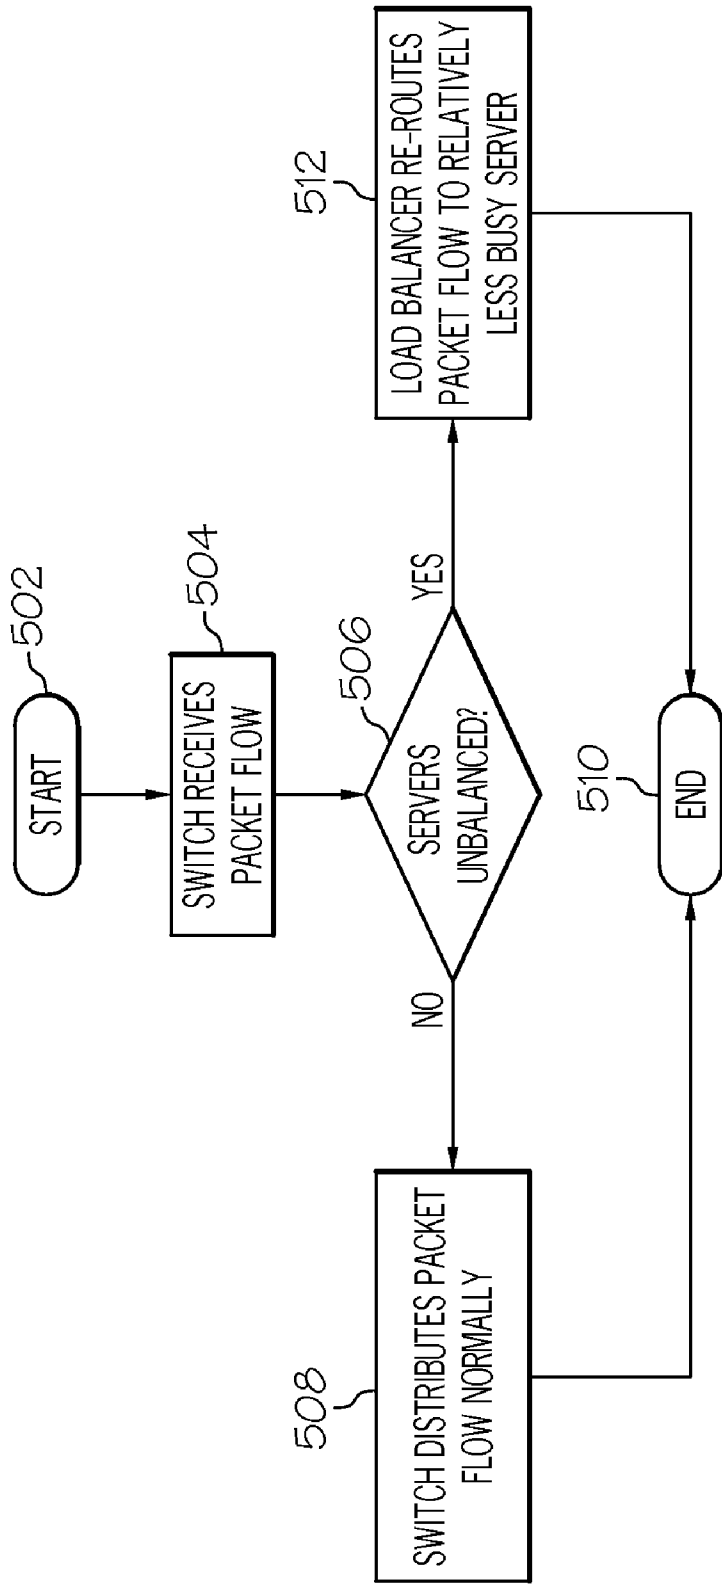 502
START
504
SWITCH RECEIVES
PACKET FLOW
506
SERVERS
UNBALANCED?
NO
YES
508
SWITCH DISTRIBUTES PACKET
FLOW NORMALLY
512
LOAD BALANCER RE-ROUTES
PACKET FLOW TO RELATIVELY
LESS BUSY SERVER
510
END